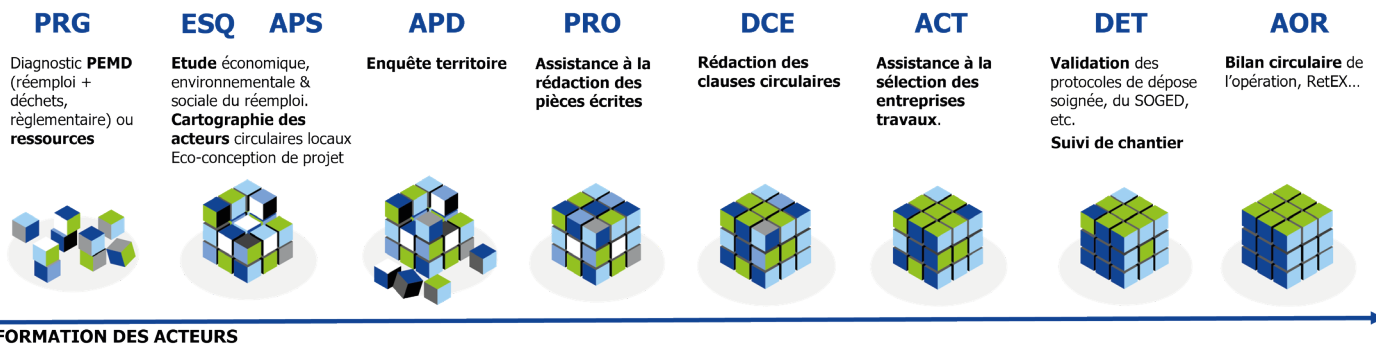 PRG
Diagnostic PEMD
(réemploi +
déchets,
règlementaire) ou
ressources
ESQ APS
Etude économique,
environnementale &
sociale du réemploi.
Cartographie des
acteurs circulaires locaux
Eco-conception de projet
APD
Enquête territoire
PRO
Assistance à la
rédaction des
pièces écrites
DCE
Rédaction des
clauses circulaires
ACT
Assistance à la
sélection des
entreprises
travaux.
DET
Validation des
protocoles de dépose
soignée, du SOGED,
etc.
Suivi de chantier
AOR
Bilan circulaire de
l'opération, RetEX...
FORMATION DES ACTEURS